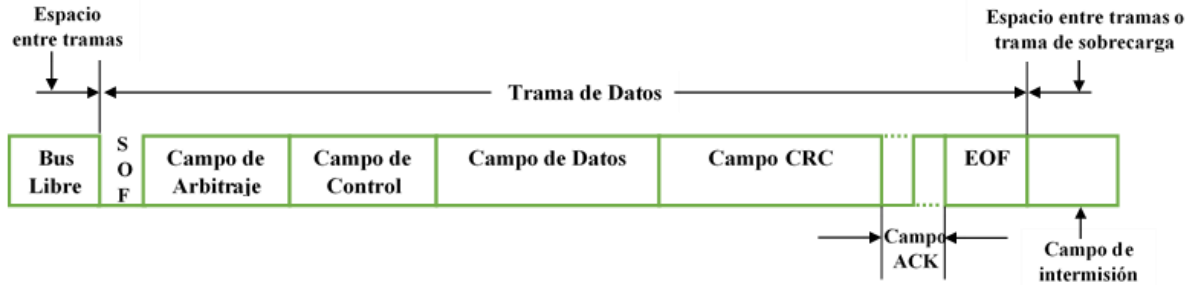 Espacio
entre tramas
Espacio entre tramas o
trama de sobrecarga
Trama de Datos
Bus
Libre
S
O
F
Campo de
Arbitraje
Campo de
Control
Campo de Datos
Campo CRC
EOF
Campo
ACK
Campo de
intermisión